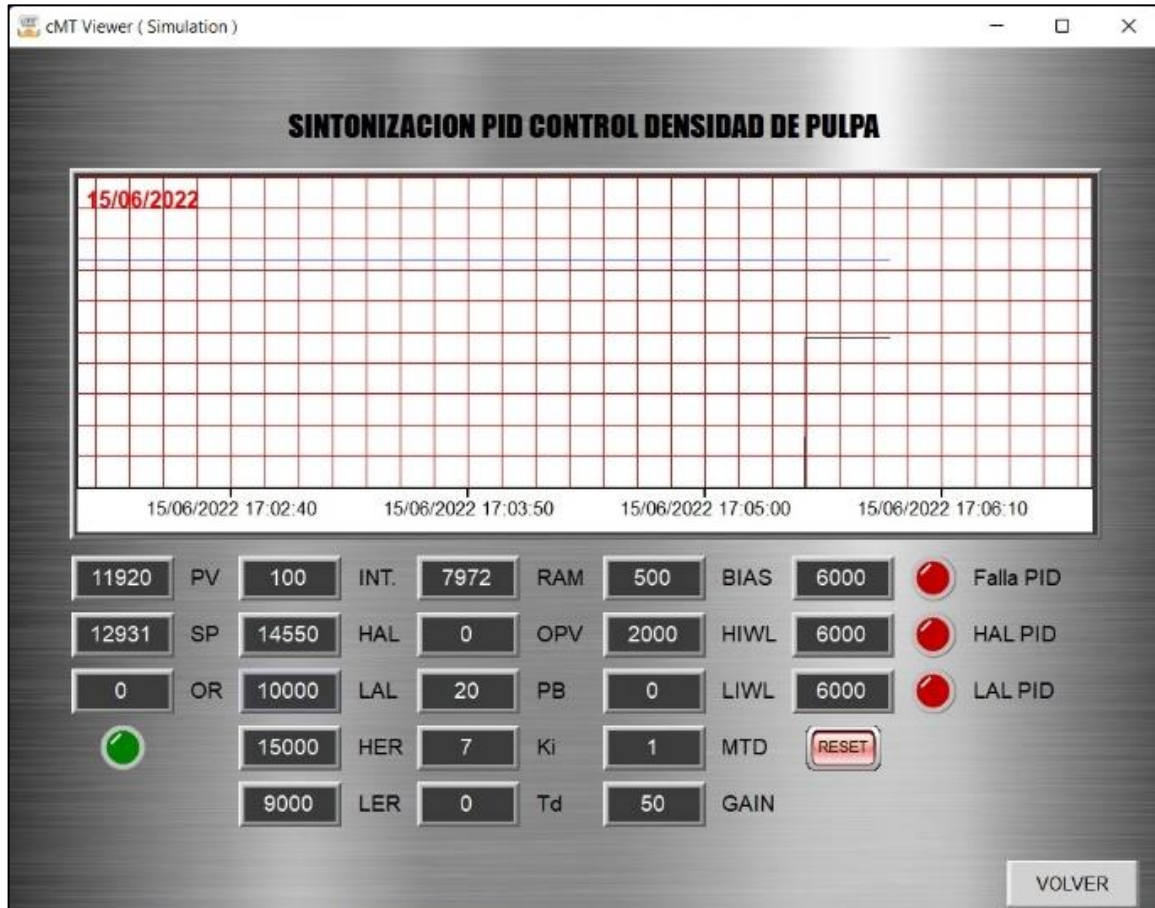 cMT Viewer ( Simulation )
SINTONIZACION PID CONTROL DENSIDAD DE PULPA
15/06/2022
15/06/2022 17:02:40 15/06/2022 17:03:50 15/06/2022 17:05:00 15/06/2022 17:06:10
11920 PV 100 INT. 7972 RAM 500 BIAS 6000 Falla PID
12931 SP 14550 HAL 0 OPV 2000 HIWL 6000 HAL PID
0 OR 10000 LAL 20 PB 0 LIWL 6000 LAL PID
15000 HER 7 Ki 1 MTD RESET
9000 LER 0 Td 50 GAIN
VOLVER